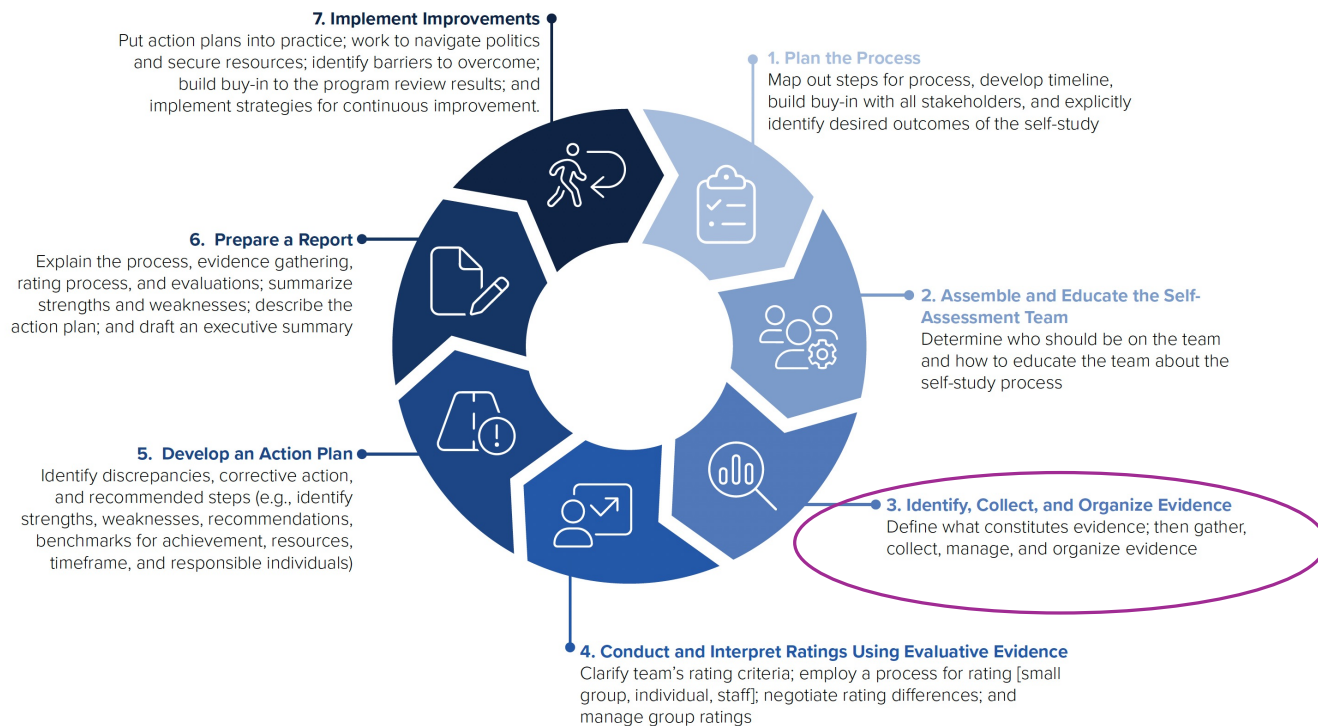 7. Implement Improvements
Put action plans into practice; work to navigate politics
and secure resources; identify barriers to overcome;
build buy-in to the program review results; and
implement strategies for continuous improvement.
1. Plan the Process
Map out steps for process, develop timeline,
build buy-in with all stakeholders, and explicitly
identify desired outcomes of the self-study
6. Prepare a Report
Explain the process, evidence gathering,
rating process, and evaluations; summarize
strengths and weaknesses; describe the
action plan; and draft an executive summary
2. Assemble and Educate the Self-
Assessment Team
Determine who should be on the team
and how to educate the team about the
self-study process
5. Develop an Action Plan
Identify discrepancies, corrective action,
and recommended steps (e.g., identify
strengths, weaknesses, recommendations,
benchmarks for achievement, resources,
timeframe, and responsible individuals)
3. Identify, Collect, and Organize Evidence
Define what constitutes evidence; then gather,
collect, manage, and organize evidence
4. Conduct and Interpret Ratings Using Evaluative Evidence
Clarify team's rating criteria; employ a process for rating [small
group, individual, staff]; negotiate rating differences; and
manage group ratings